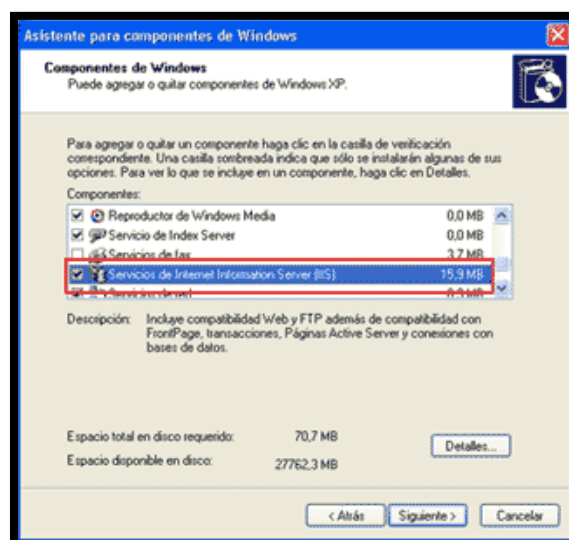 Asistente para componentes de Windows
Componentes de Windows
Puede agregar o quitar componentes de Windows XP.
Para agregar o quitar un componente haga clic en la casilla de verificación
correspondiente. Una casilla sombreada indica que sólo se instalarán algunas de sus
opciones. Para ver lo que se incluye en un componente, haga clic en Detalles.
Componentes:
Reproductor de Windows Media 0,0 MB
Servicio de Index Server 0,0 MB
Servicios de fax 3,7 MB
Servicios de Internet Information Server (IIS) 15,9 MB
Servicios de red 0,0 MB
Descripción: Incluye compatibilidad Web y FTP además de compatibilidad con
FrontPage, transacciones, Páginas Active Server y conexiones con
bases de datos.
Espacio total en disco requerido: 70,7 MB
Detalles...
Espacio disponible en disco: 27762,3 MB
< Atrás Siguiente > Cancelar